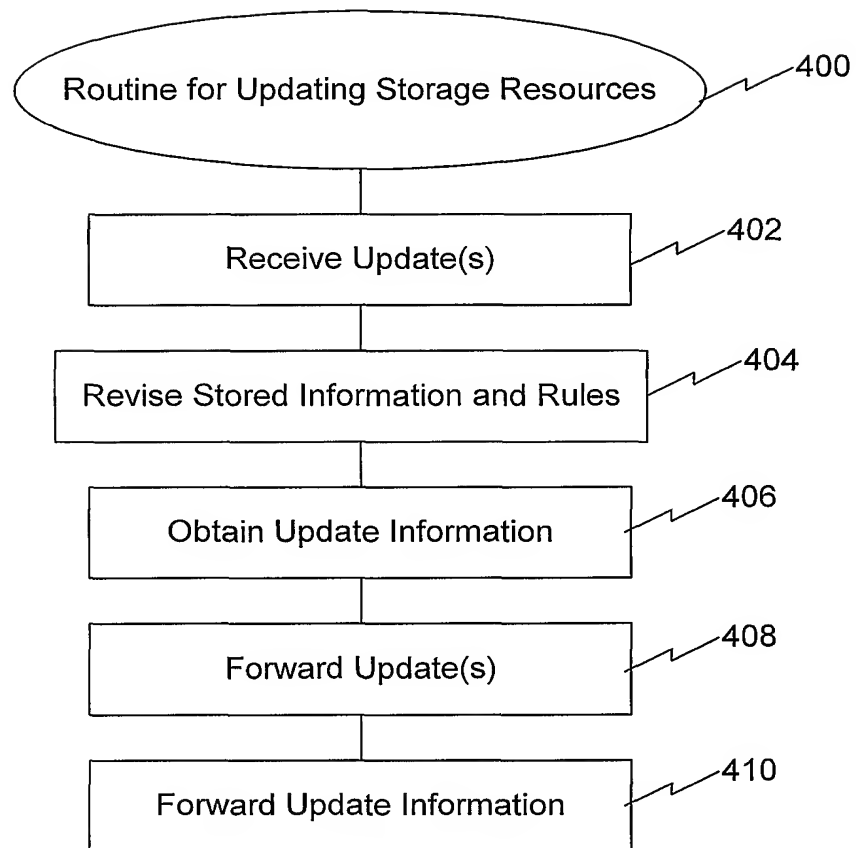 Routine for Updating Storage Resources
400
Receive Update(s)
402
Revise Stored Information and Rules
404
Obtain Update Information
406
Forward Update(s)
408
Forward Update Information
410